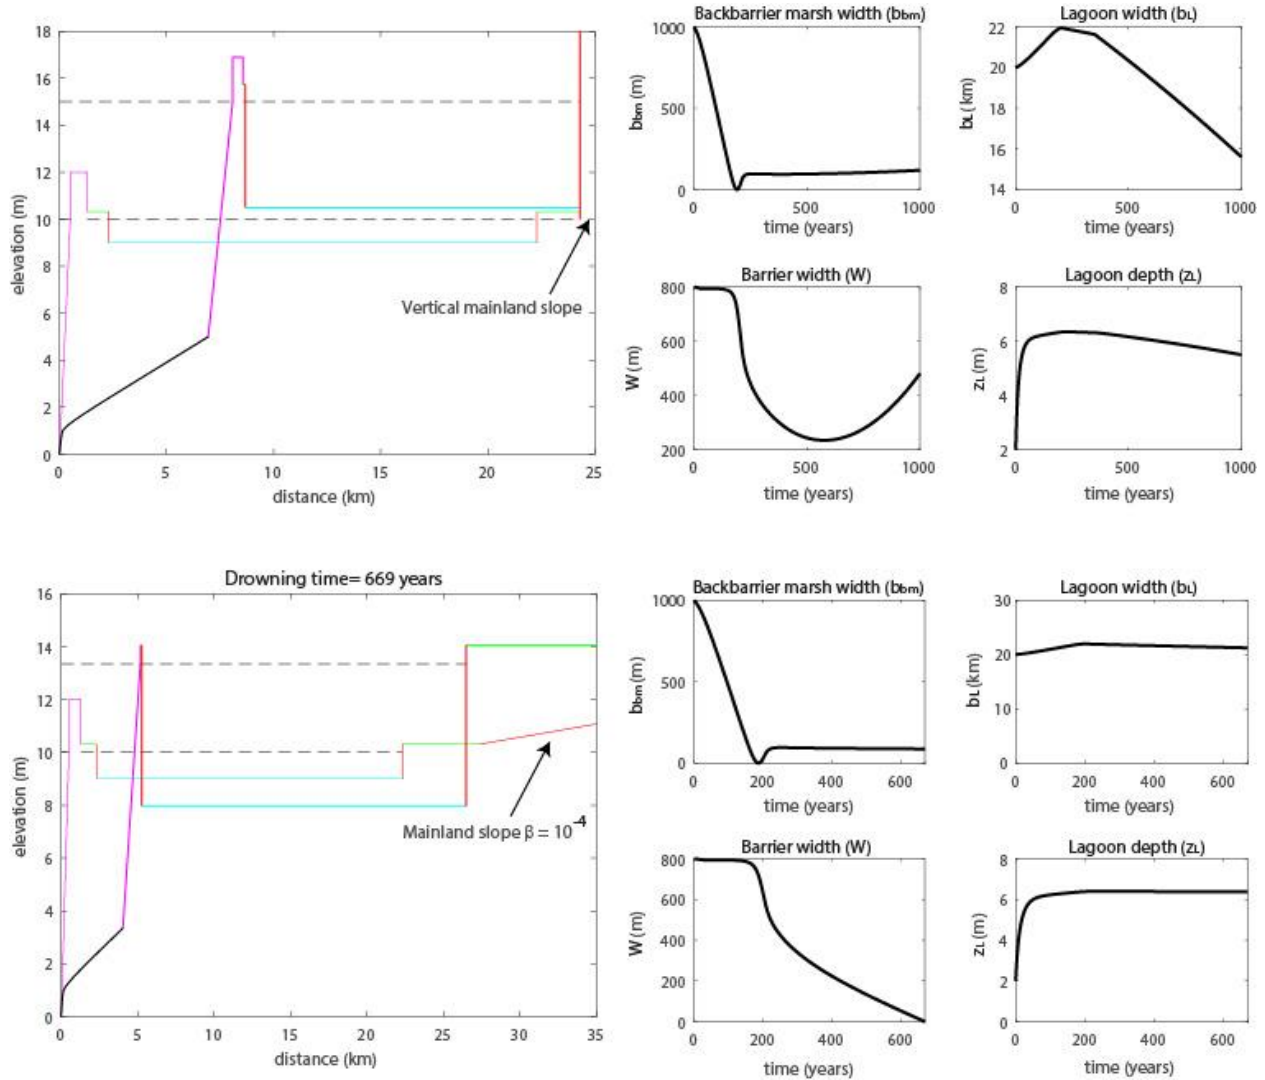 18
16
14
12
10
8
6
4
2
0
elevation (m)
0 5 10 15 20 25
distance (km)
Vertical mainland slope
Backbarrier marsh width (bbm)
1000
500
0
bbm (m)
0 500 1000
time (years)
Lagoon width (bL)
22
20
18
16
14
bL (km)
0 500 1000
time (years)
Barrier width (W)
800
600
400
200
W (m)
0 500 1000
time (years)
Lagoon depth (zL)
8
6
4
2
zL (m)
0 500 1000
time (years)
Drowning time= 669 years
16
14
12
10
8
6
4
2
0
elevation (m)
0 5 10 15 20 25 30 35
distance (km)
Mainland slope β = 10⁻⁴
Backbarrier marsh width (bbm)
1000
500
0
bbm (m)
0 200 400 600
time (years)
Lagoon width (bL)
30
20
10
0
bL (km)
0 200 400 600
time (years)
Barrier width (W)
800
600
400
200
0
W (m)
0 200 400 600
time (years)
Lagoon depth (zL)
8
6
4
2
0
zL (m)
0 200 400 600
time (years)